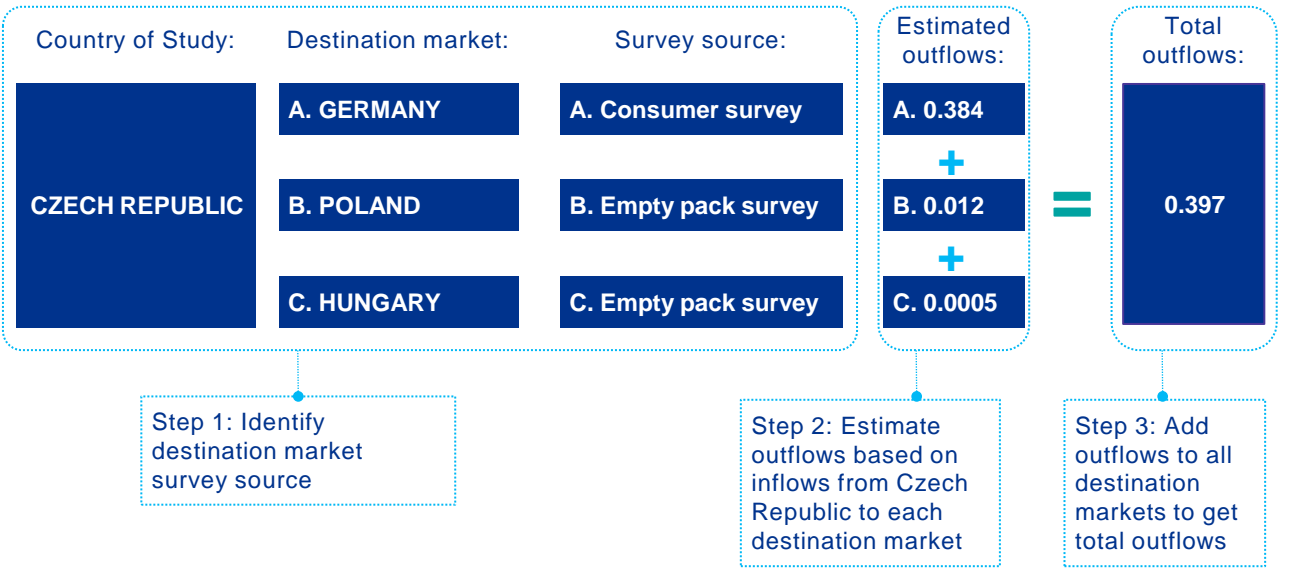 Country of Study:
Destination market:
Survey source:
Estimated
outflows:
Total
outflows:
CZECH REPUBLIC
A. GERMANY
A. Consumer survey
A. 0.384
+
B. POLAND
B. Empty pack survey
B. 0.012
=
0.397
+
C. HUNGARY
C. Empty pack survey
C. 0.0005
Step 1: Identify
destination market
survey source
Step 2: Estimate
outflows based on
inflows from Czech
Republic to each
destination market
Step 3: Add
outflows to all
destination
markets to get
total outflows